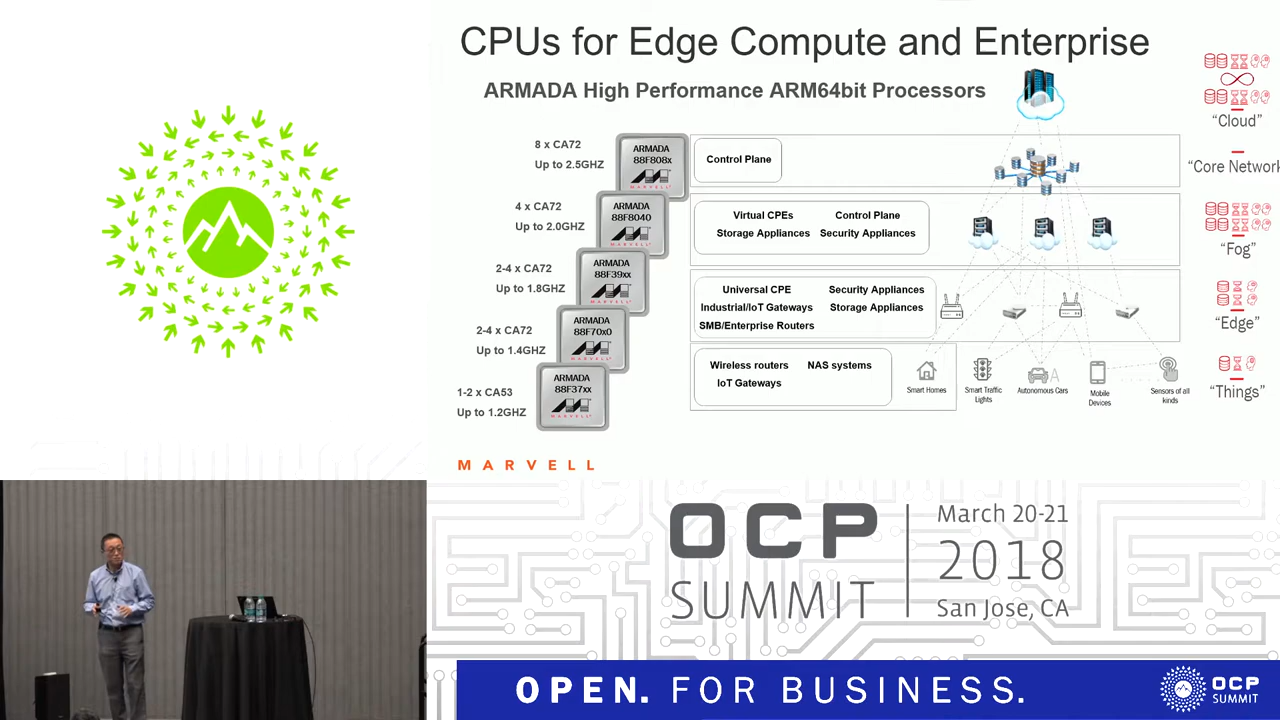 CPUs for Edge Compute and Enterprise
ARMADA High Performance ARM64bit Processors
"Cloud"
8 x CA72
Up to 2.5GHZ
ARMADA
88F808x
MARVELL
Control Plane
"Core Network
4 x CA72
Up to 2.0GHZ
ARMADA
88F8040
MARVELL
Virtual CPEs Control Plane
Storage Appliances Security Appliances
"Fog"
2-4 x CA72
Up to 1.8GHZ
ARMADA
88F39xx
MARVELL
Universal CPE Security Appliances
Industrial/IoT Gateways Storage Appliances
SMB/Enterprise Routers
"Edge"
2-4 x CA72
Up to 1.4GHZ
ARMADA
88F70x0
MARVELL
1-2 x CA53
Up to 1.2GHZ
ARMADA
88F37xx
MARVELL
Wireless routers NAS systems
IoT Gateways
Smart Homes
Smart Traffic
Lights
Autonomous Cars
Mobile
Devices
Sensors of all
kinds
"Things"
MARVELL
OCP
SUMMIT
March 20-21
2018
San Jose, CA
OPEN. FOR BUSINESS.
OCP
SUMMIT